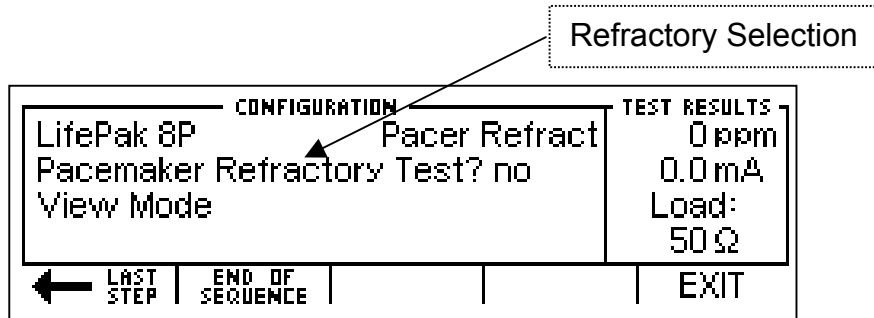 Refractory Selection
CONFIGURATION
TEST RESULTS
LifePak 8P Pacer Refract
0 ppm
Pacemaker Refractory Test? no
0.0 mA
View Mode
Load:
50 Ω
LAST STEP
END OF SEQUENCE
EXIT